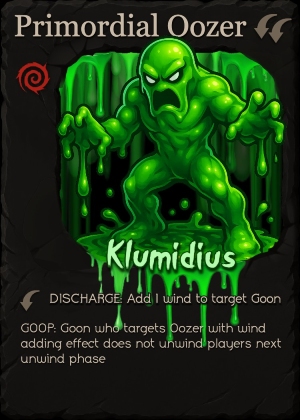 Primordial Oozer
Klumidius
DISCHARGE: Add 1 wind to target Goon
GOOP: Goon who targets Oozer with wind
adding effect does not unwind players next
unwind phase